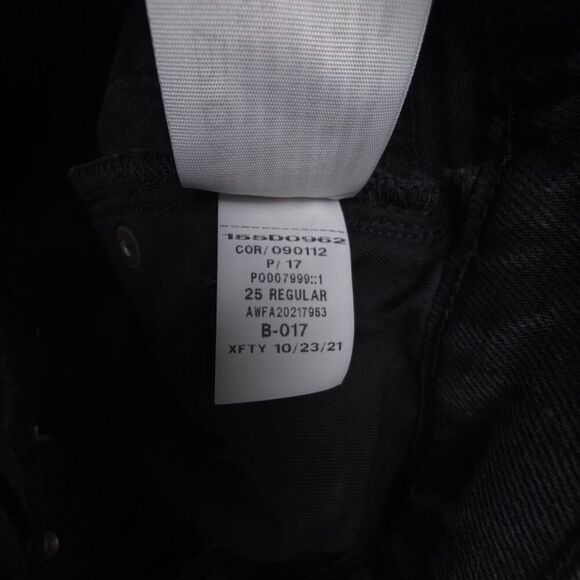 155D0962
COR/090112
P/ 17
P0007999::1
25 REGULAR
AWFA20217953
B-017
XFTY 10/23/21